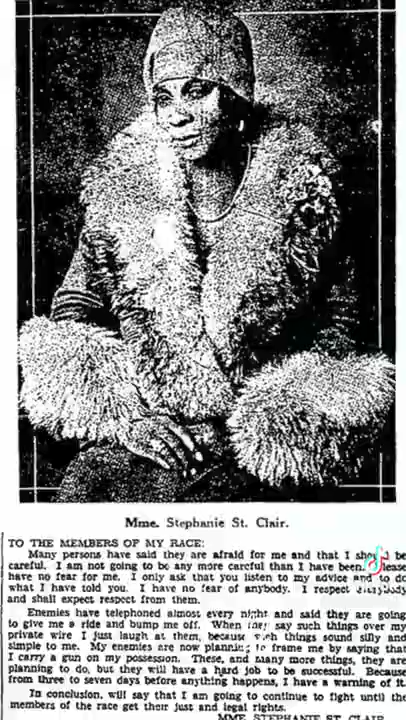 Mme. Stephanie St. Clair.
TO THE MEMBERS OF MY RACE:
Many persons have said they are afraid for me and that I should be
careful. I am not going to be any more careful than I have been. Please
have no fear for me. I only ask that you listen to my advice and to do
what I have told you. I have no fear of anybody. I respect everybody
and shall expect respect from them.
Enemies have telephoned almost every night and said they are going
to give me a ride and bump me off. When they say such things over my
private wire I just laugh at them, because such things sound silly and
simple to me. My enemies are now planning to frame me by saying that
I carry a gun on my possession. These, and many more things, they are
planning to do, but they will have a hard job to be successful. Because
from three to seven days before anything happens, I have a warning of it.
In conclusion, will say that I am going to continue to fight until the
members of the race get their just and legal rights.
MME. STEPHANIE ST. CLAIR